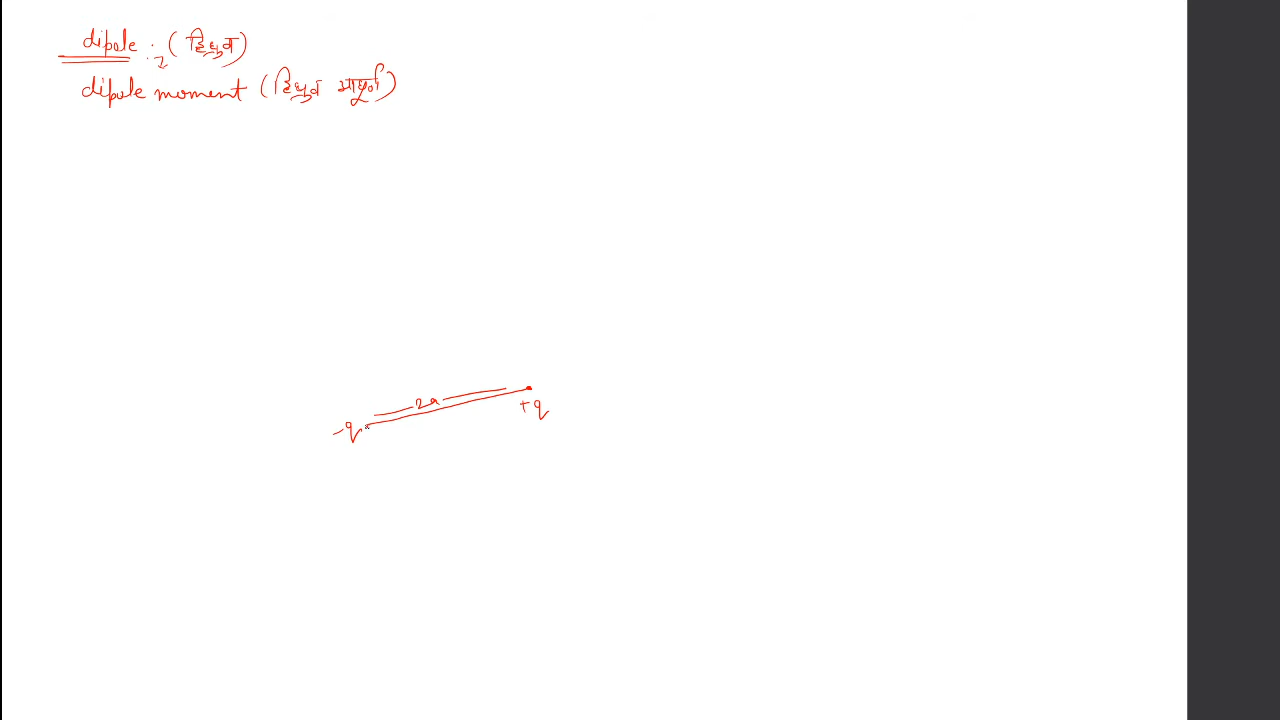 dipole :- (द्विध्रुव)
dipole moment (द्विध्रुव आघूर्ण)
2a
+q
-q